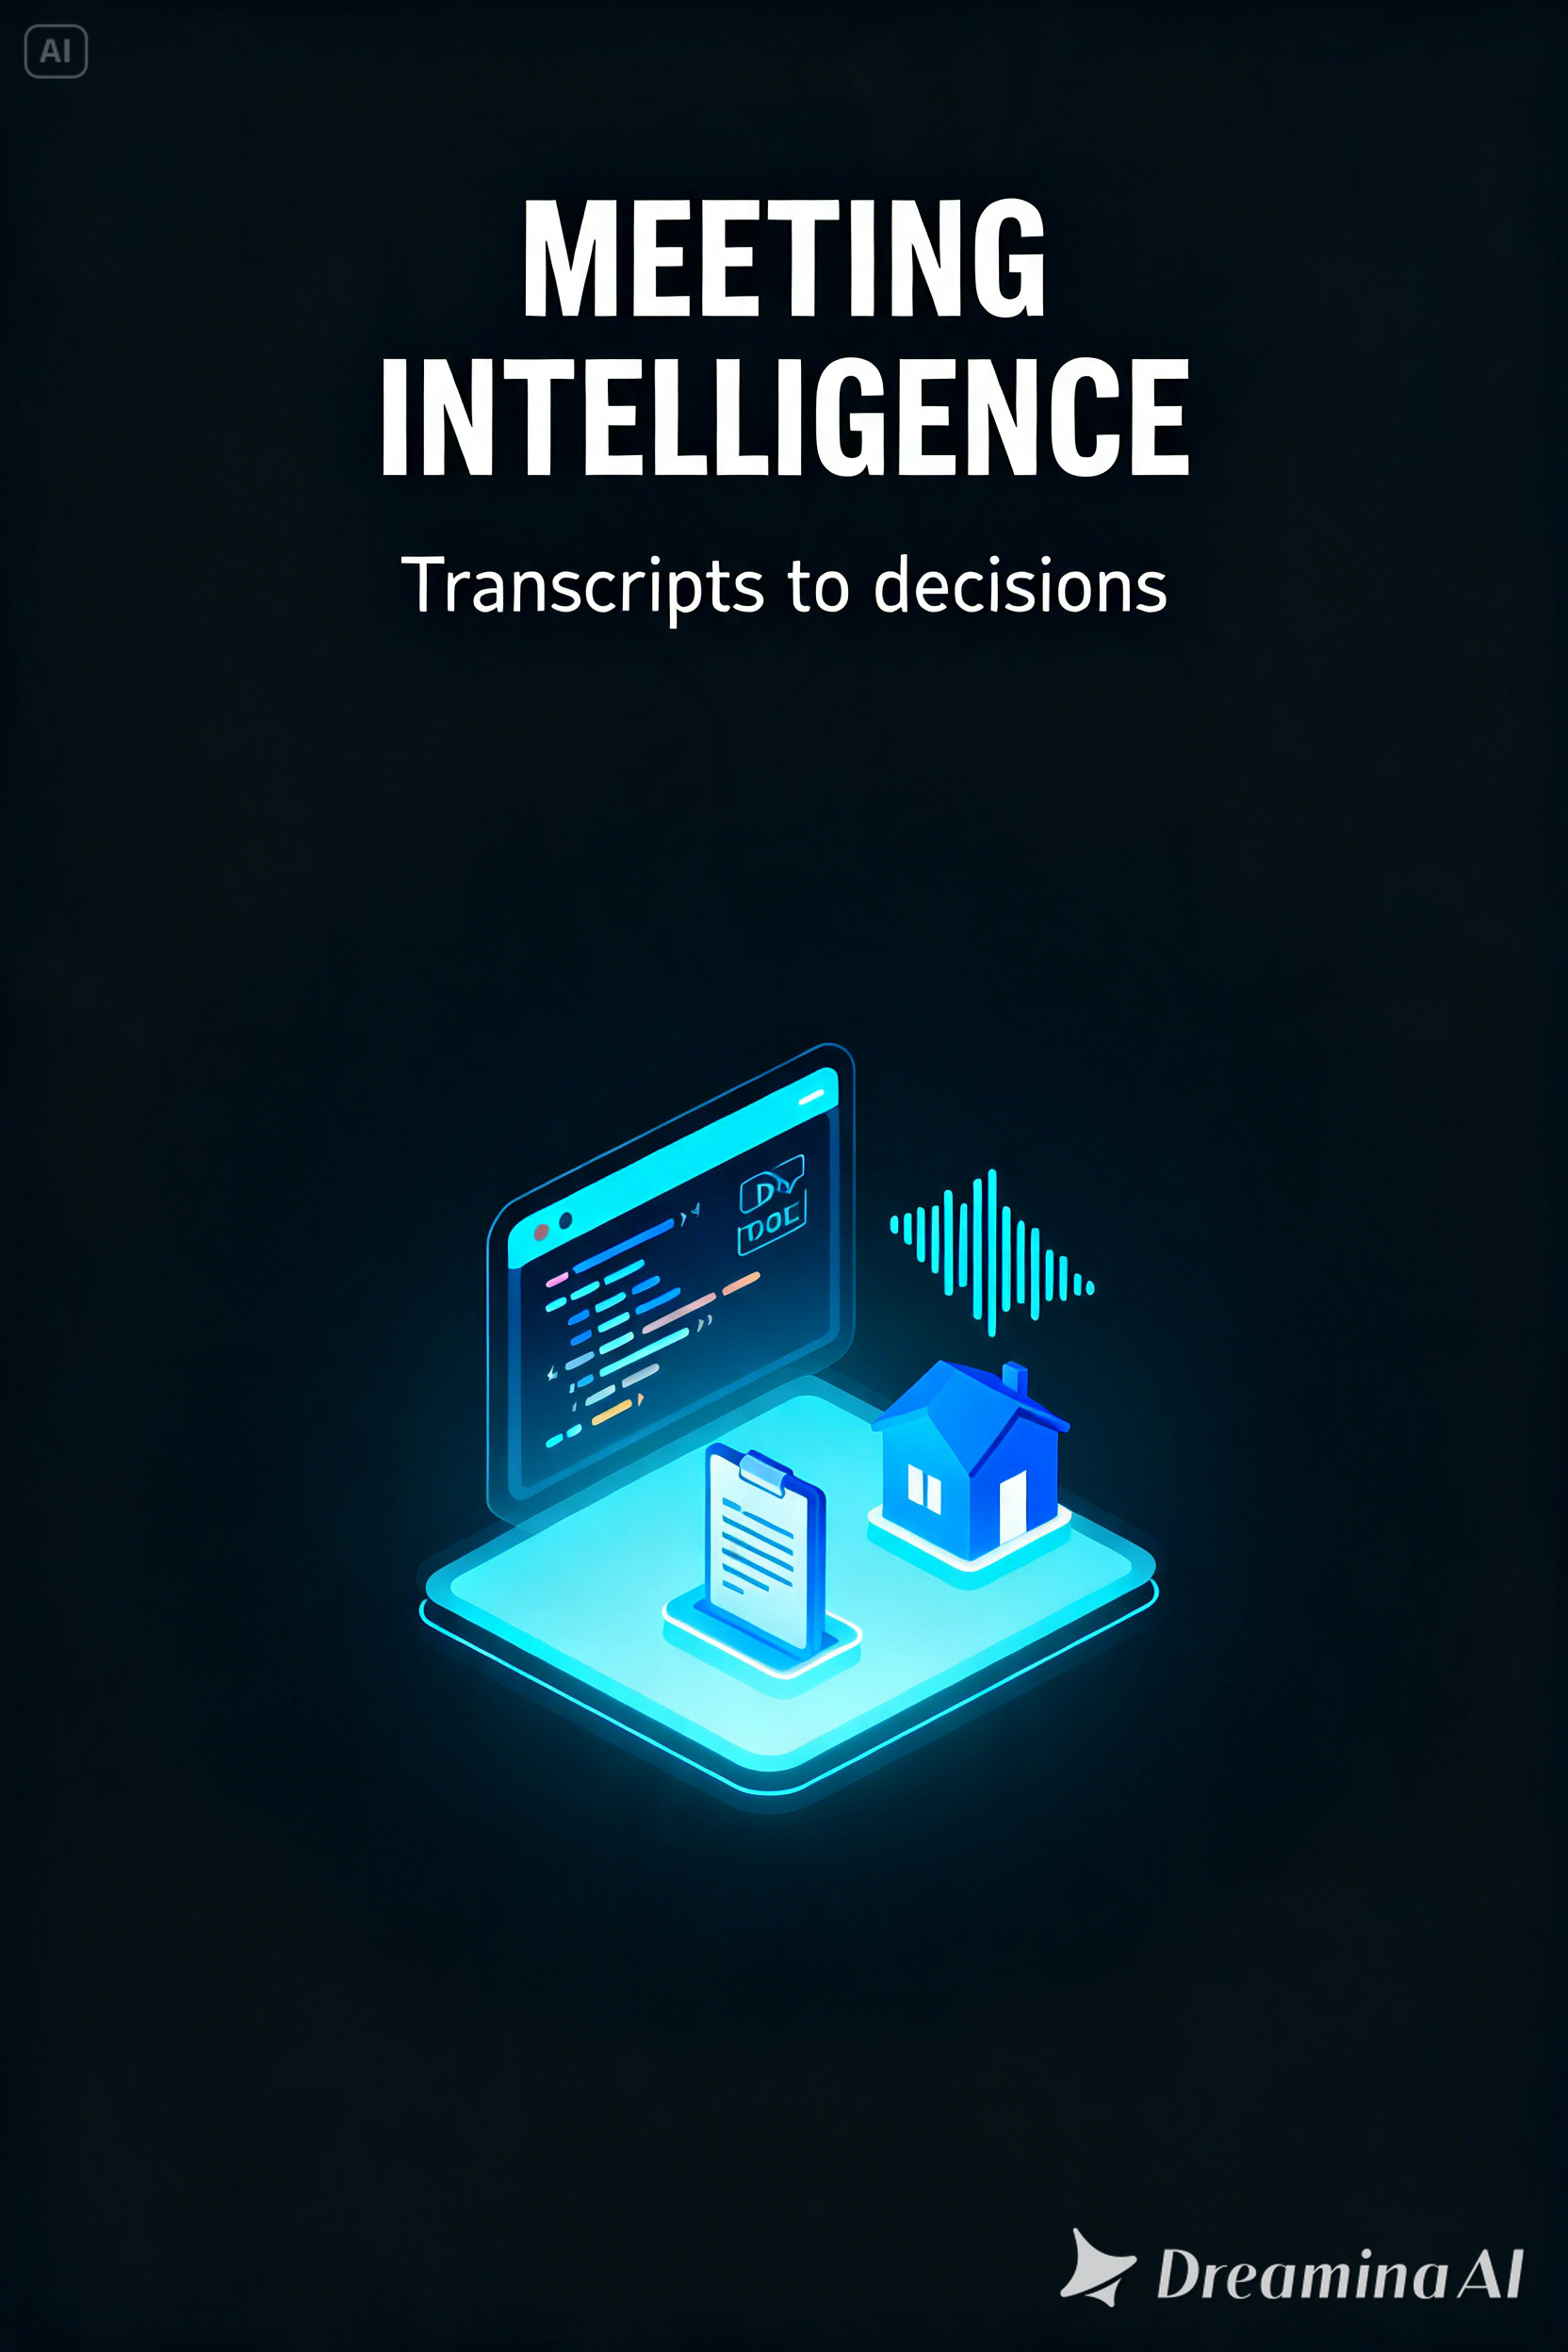 AI
MEETING
INTELLIGENCE
Transcripts to decisions
DOC
Dreamina AI